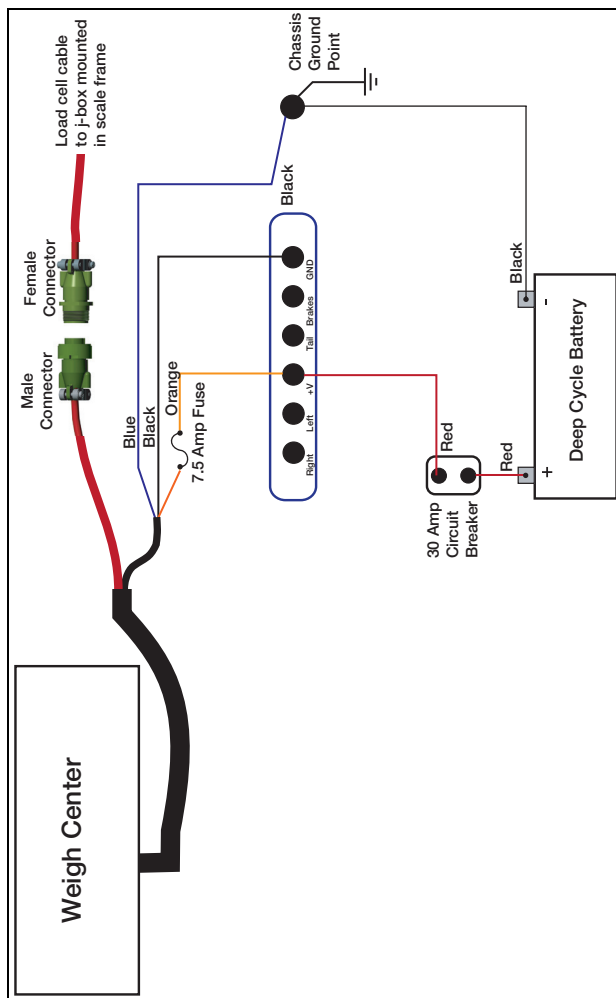 Load cell cable
to j-box mounted
in scale frame
Female
Connector
Male
Connector
Chassis
Ground
Point
Black
Blue
Black
Orange
7.5 Amp Fuse
GND
Brakes
Tail
+V
Left
Right
Black
Red
30 Amp
Circuit
Breaker
Red
-
+
Deep Cycle Battery
Weigh Center